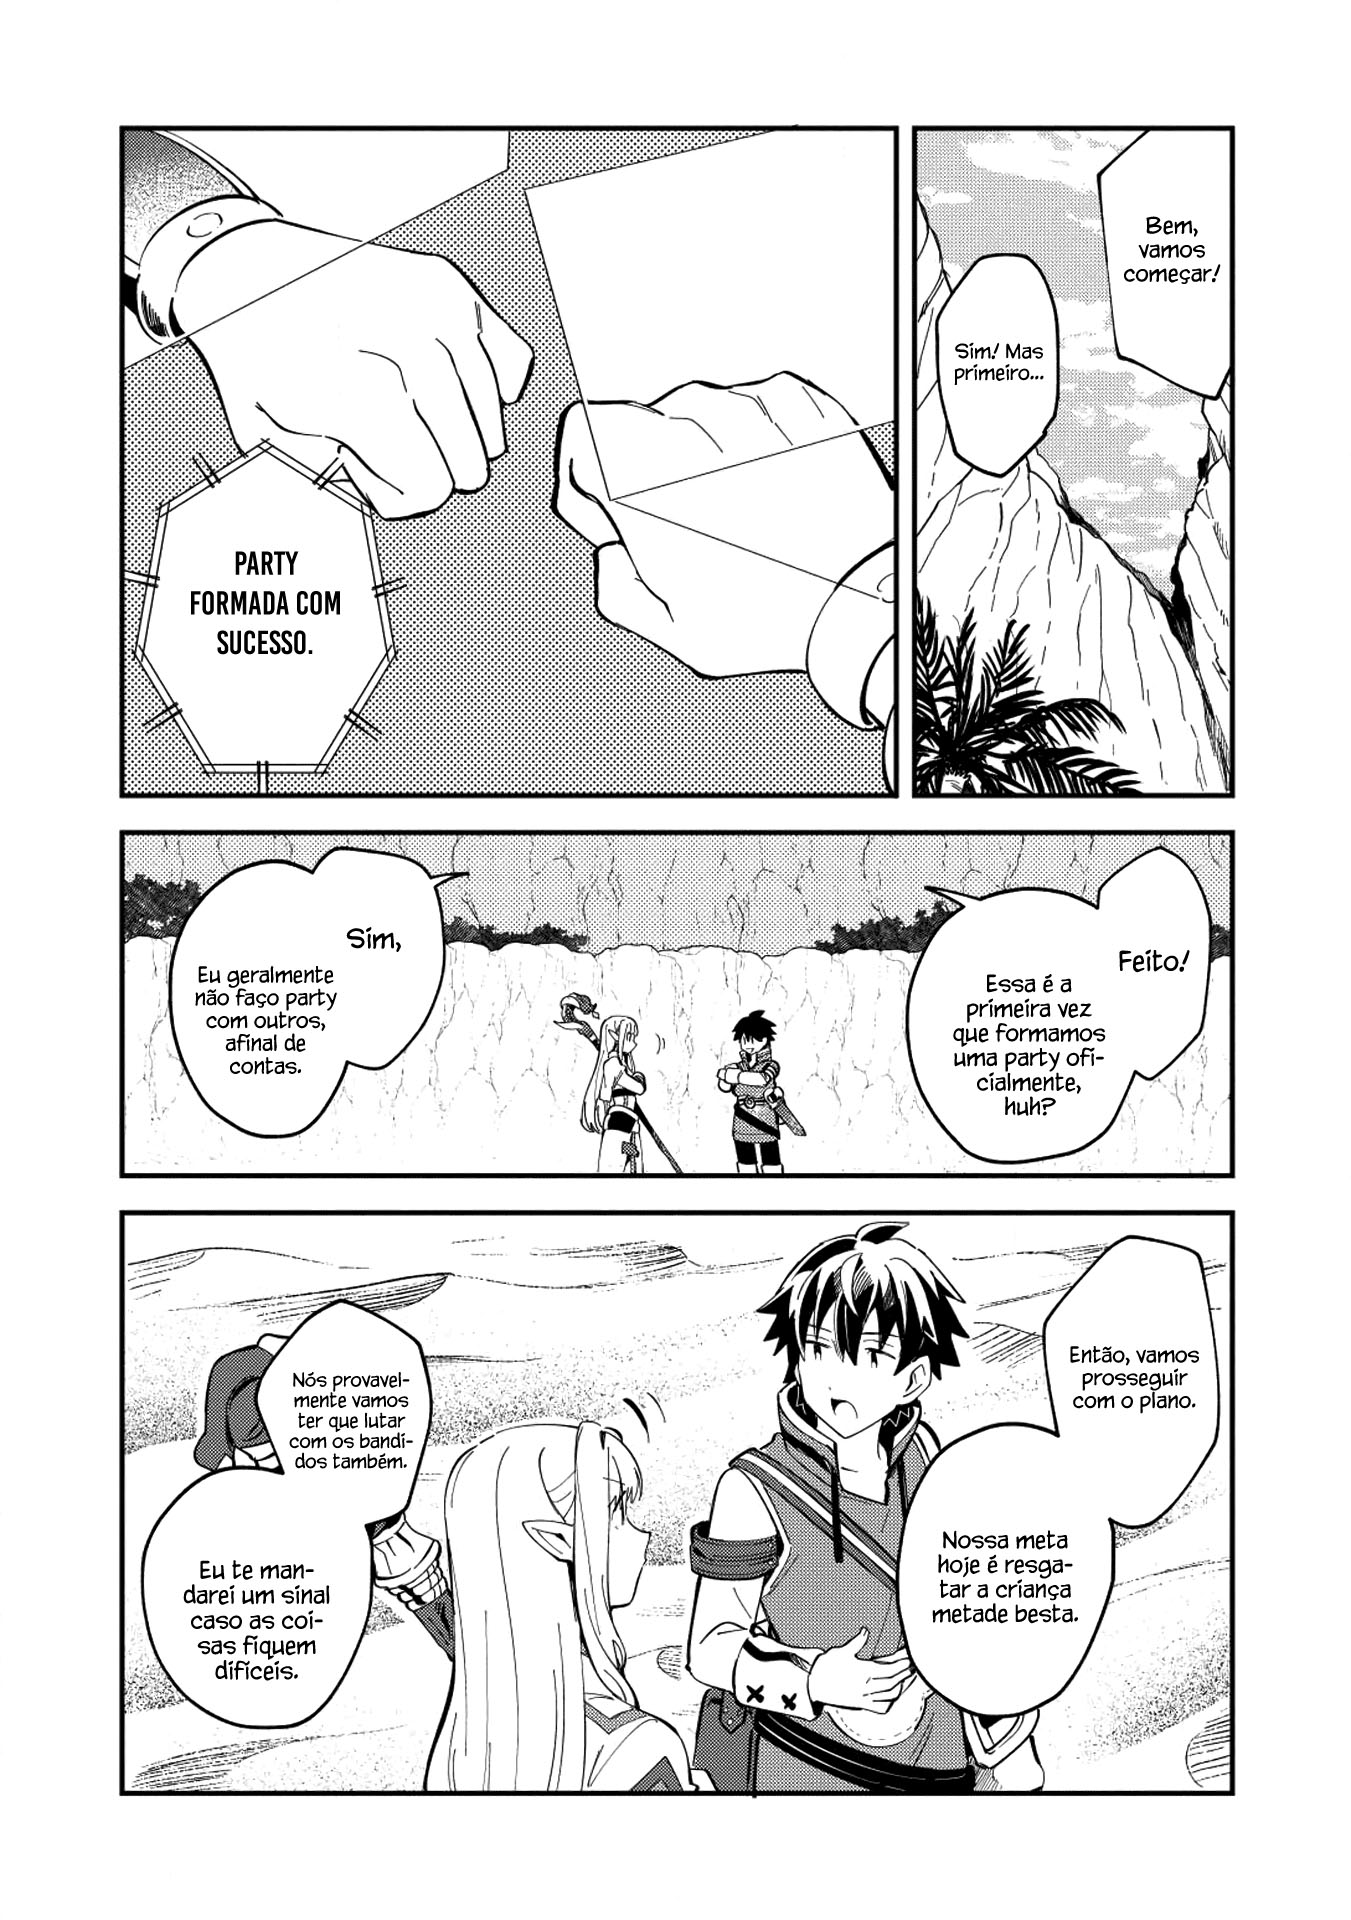 Bem,
vamos
começar!
Sim! Mas
primeiro...
PARTY
FORMADA COM
SUCESSO.
Feito!
Essa é a
primeira vez
que formamos
uma party ofi-
cialmente,
huh?
Sim,
Eu geralmente
não faço party
com outros,
afinal de
contas.
Então, vamos
prosseguir
com o plano.
Nossa meta
hoje é resga-
tar a criança
metade besta.
Nós provavel-
mente vamos
ter que lutar
com os bandi-
dos também.
Eu te man-
darei um sinal
caso as coi-
sas fiquem
difíceis.